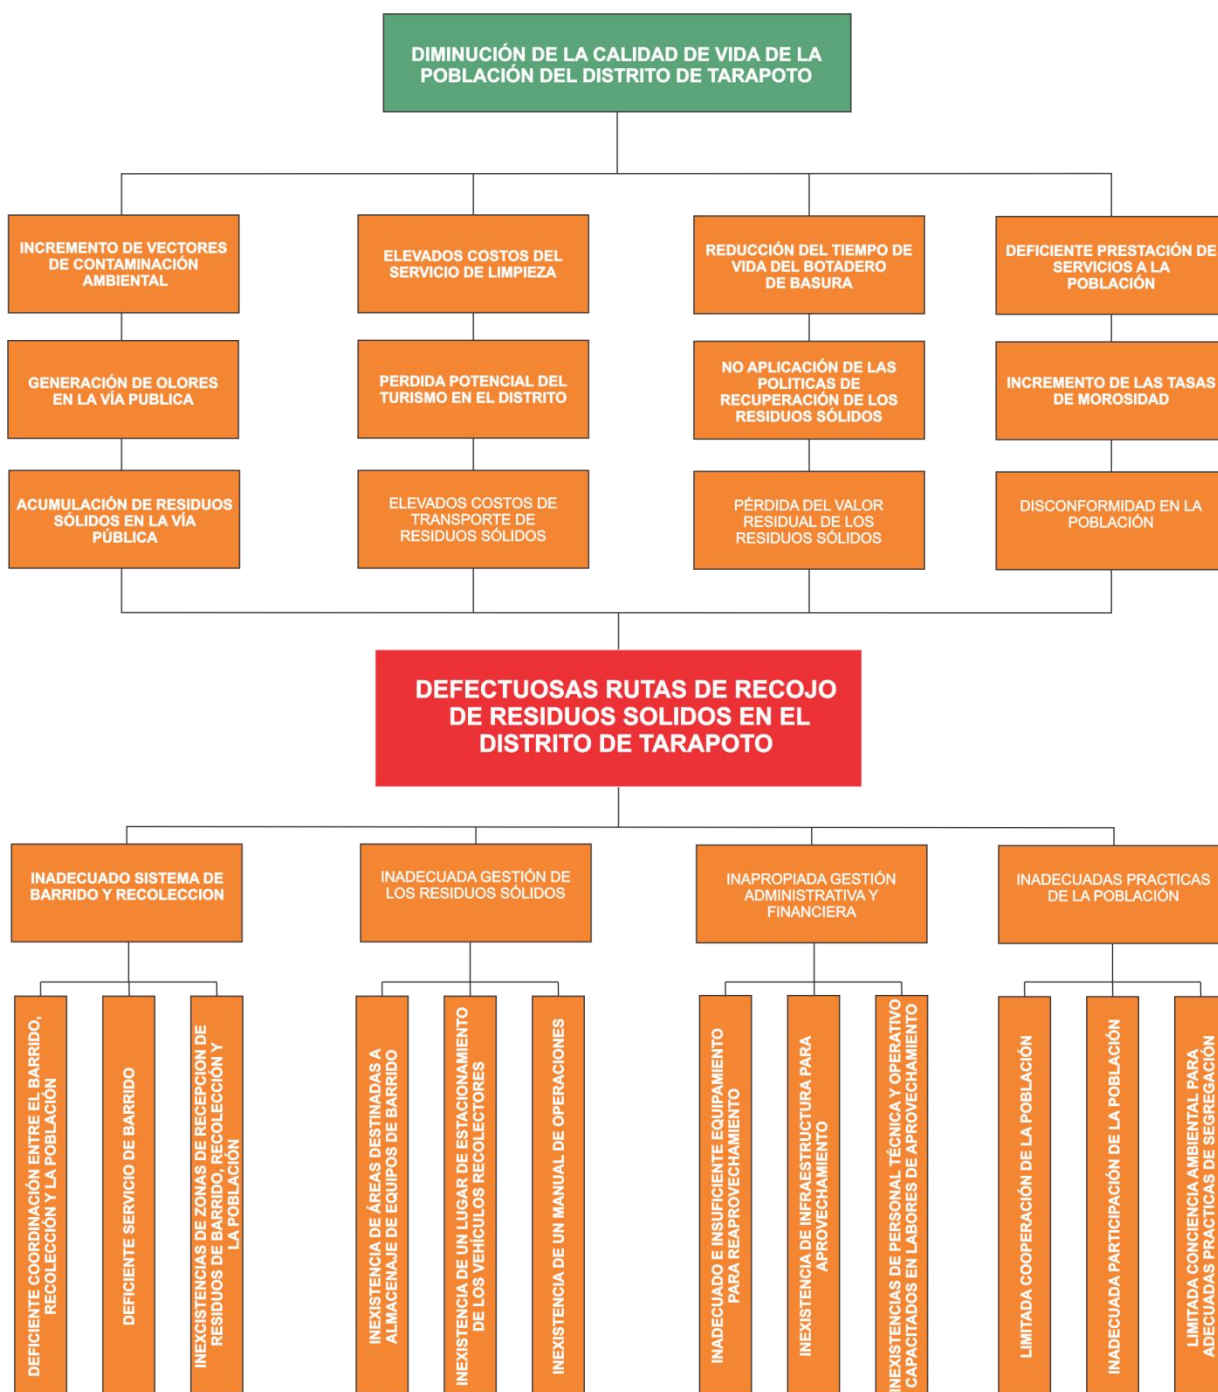 DIMINUCIÓN DE LA CALIDAD DE VIDA DE LA
POBLACIÓN DEL DISTRITO DE TARAPOTO
INCREMENTO DE VECTORES
DE CONTAMINACIÓN
AMBIENTAL
ELEVADOS COSTOS DEL
SERVICIO DE LIMPIEZA
REDUCCIÓN DEL TIEMPO DE
VIDA DEL BOTADERO
DE BASURA
DEFICIENTE PRESTACIÓN DE
SERVICIOS A LA
POBLACIÓN
GENERACIÓN DE OLORES
EN LA VÍA PUBLICA
PERDIDA POTENCIAL DEL
TURISMO EN EL DISTRITO
NO APLICACIÓN DE LAS
POLITICAS DE
RECUPERACIÓN DE LOS
RESIDUOS SÓLIDOS
INCREMENTO DE LAS TASAS
DE MOROSIDAD
ACUMULACIÓN DE RESIDUOS
SÓLIDOS EN LA VÍA
PÚBLICA
ELEVADOS COSTOS DE
TRANSPORTE DE
RESIDUOS SÓLIDOS
PÉRDIDA DEL VALOR
RESIDUAL DE LOS
RESIDUOS SÓLIDOS
DISCONFORMIDAD EN LA
POBLACIÓN
DEFECTUOSAS RUTAS DE RECOJO
DE RESIDUOS SOLIDOS EN EL
DISTRITO DE TARAPOTO
INADECUADO SISTEMA DE
BARRIDO Y RECOLECCION
INADECUADA GESTIÓN DE
LOS RESIDUOS SÓLIDOS
INAPROPIADA GESTIÓN
ADMINISTRATIVA Y
FINANCIERA
INADECUADAS PRACTICAS
DE LA POBLACIÓN
DEFICIENTE COORDINACIÓN ENTRE EL BARRIDO,
RECOLECCIÓN Y LA POBLACIÓN
DEFICIENTE SERVICIO DE BARRIDO
INEXCISTENCIAS DE ZONAS DE RECEPCION DE
RESIDUOS DE BARRIDO, RECOLECCIÓN Y
LA POBLACIÓN
INEXISTENCIA DE ÁREAS DESTINADAS A
ALMACENAJE DE EQUIPOS DE BARRIDO
INEXISTENCIA DE UN LUGAR DE ESTACIONAMIENTO
DE LOS VEHÍCULOS RECOLECTORES
INEXISTENCIA DE UN MANUAL DE OPERACIONES
INADECUADO E INSUFICIENTE EQUIPAMIENTO
PARA REAPROVECHAMIENTO
INEXISTENCIA DE INFRAESTRUCTURA PARA
APROVECHAMIENTO
INEXISTENCIAS DE PERSONAL TÉCNICA Y OPERATIVO
CAPACITADOS EN LABORES DE APROVECHAMIENTO
LIMITADA COOPERACIÓN DE LA POBLACIÓN
INADECUADA PARTICIPACIÓN DE LA POBLACIÓN
LIMITADA CONCIENCIA AMBIENTAL PARA
ADECUADAS PRACTICAS DE SEGREGACIÓN